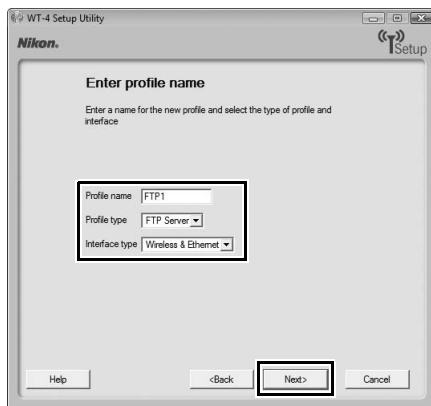 WT-4 Setup Utility
Nikon.
Setup
Enter profile name
Enter a name for the new profile and select the type of profile and
interface
Profile name FTP1
Profile type FTP Server
Interface type Wireless & Ethernet
Help <Back Next> Cancel